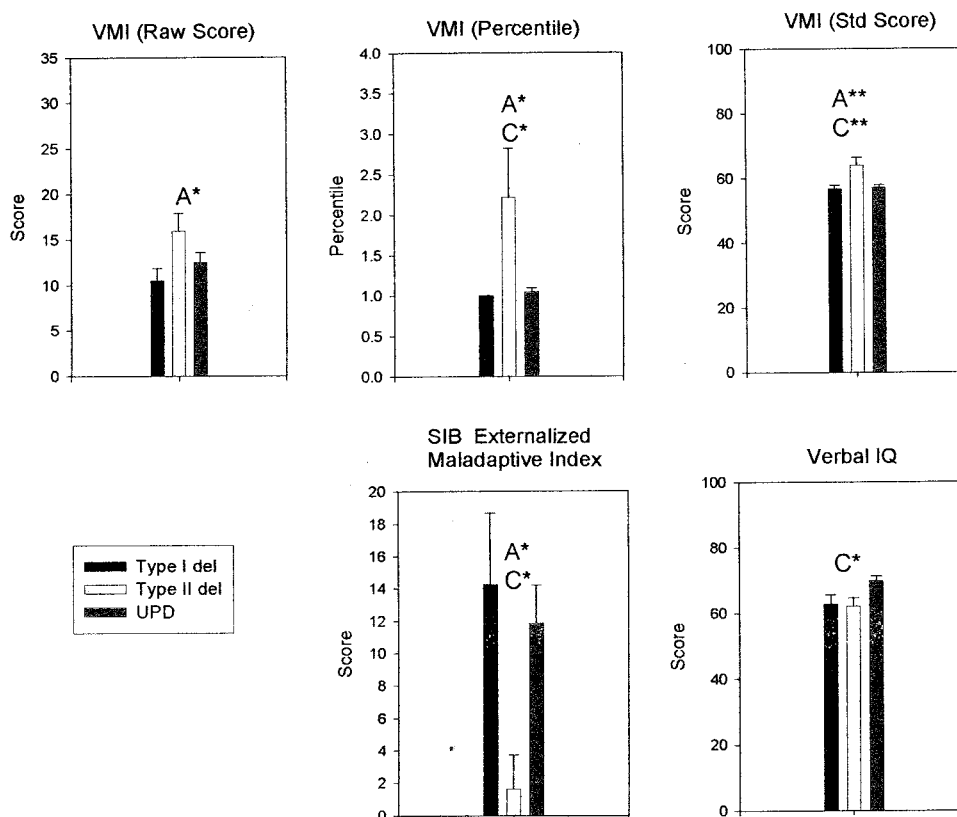 VMI (Raw Score)
35
30
25
20
15
10
5
0
Score
A*
VMI (Percentile)
4.0
3.5
3.0
2.5
2.0
1.5
1.0
0.5
0.0
Percentile
A*
C*
VMI (Std Score)
100
80
60
40
20
0
Score
A**
C**
Type I del
Type II del
UPD
SIB Externalized
Maladaptive Index
20
18
16
14
12
10
8
6
4
2
0
Score
A*
C*
Verbal IQ
100
80
60
40
20
0
Score
C*